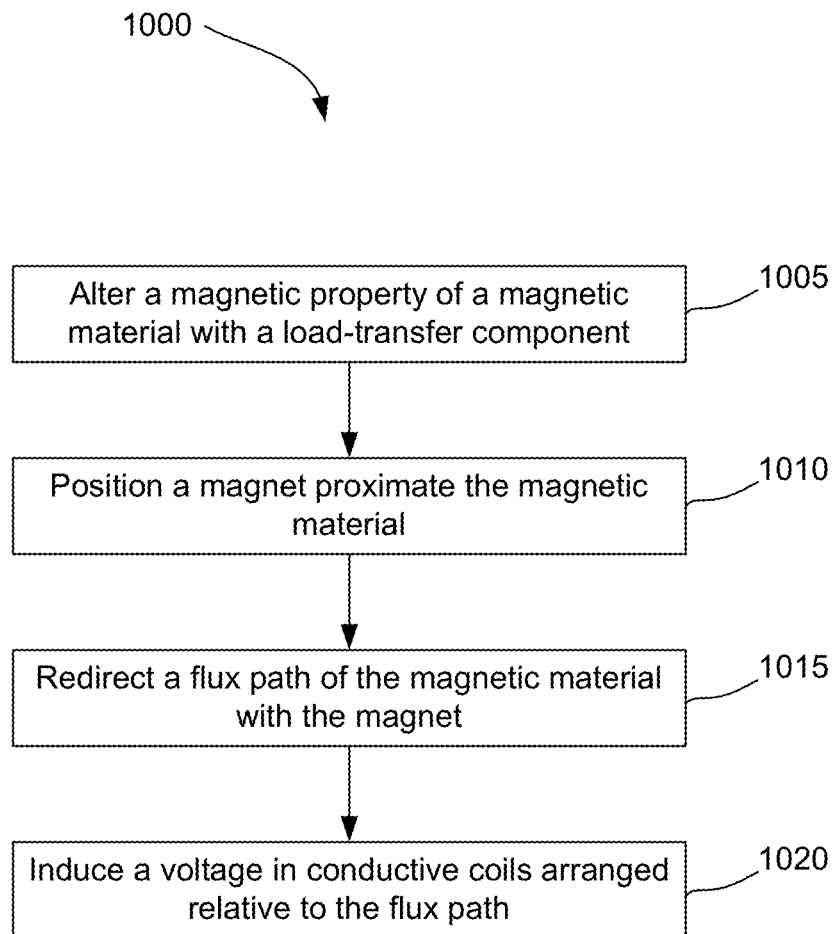 1000
Alter a magnetic property of a magnetic
material with a load-transfer component
1005
Position a magnet proximate the magnetic
material
1010
Redirect a flux path of the magnetic material
with the magnet
1015
Induce a voltage in conductive coils arranged
relative to the flux path
1020